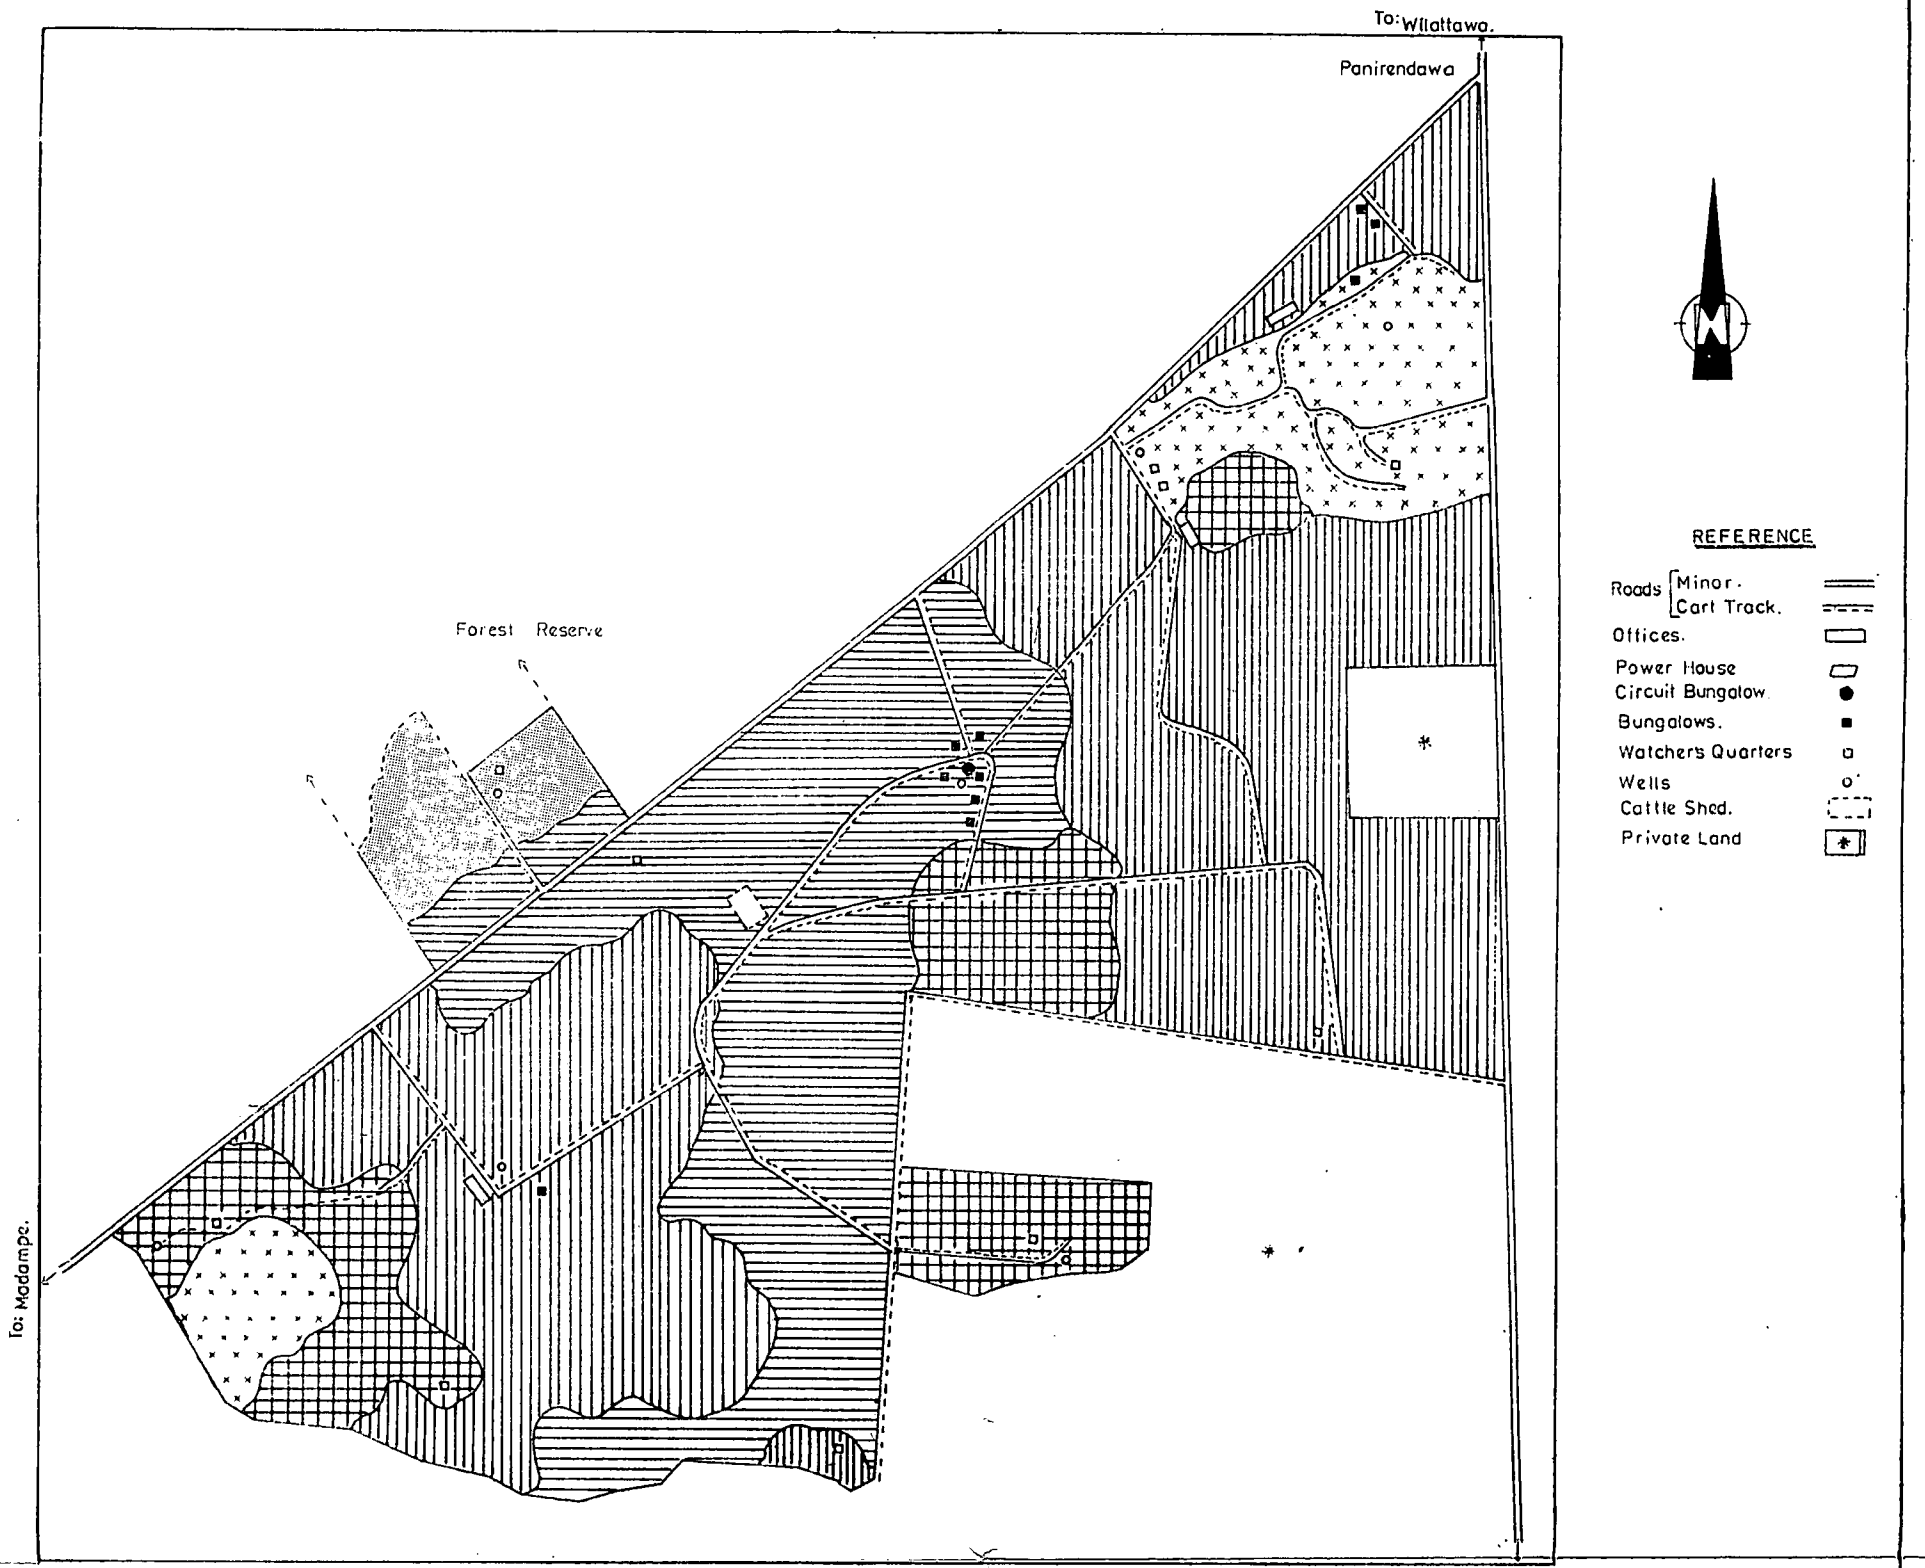 To: Wilattawa.
Panirendawa
Forest Reserve
To: Madampe.
REFERENCE
Roads
Minor.
Cart Track.
Offices.
Power House
Circuit Bungalow
Bungalows.
Watcher's Quarters
Wells
Cattle Shed.
Private Land